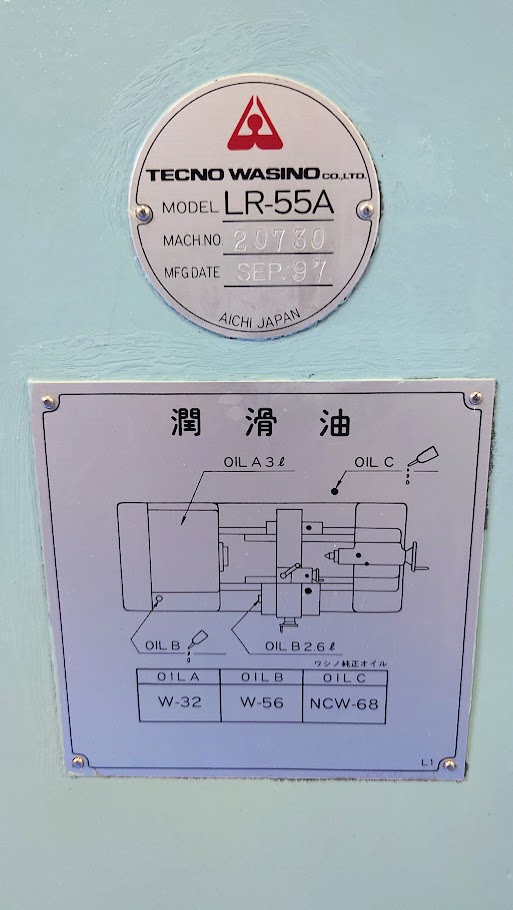 TECNO WASINO CO.,LTD.
MODEL LR-55A
MACH NO. 20730
MFG DATE SEP. 97
AICHI JAPAN
潤滑油
OIL A 3ℓ
OIL C
OIL B
OIL B 2.6ℓ
ワシノ純正オイル
OIL A OIL B OIL C
W-32 W-56 NCW-68
L1